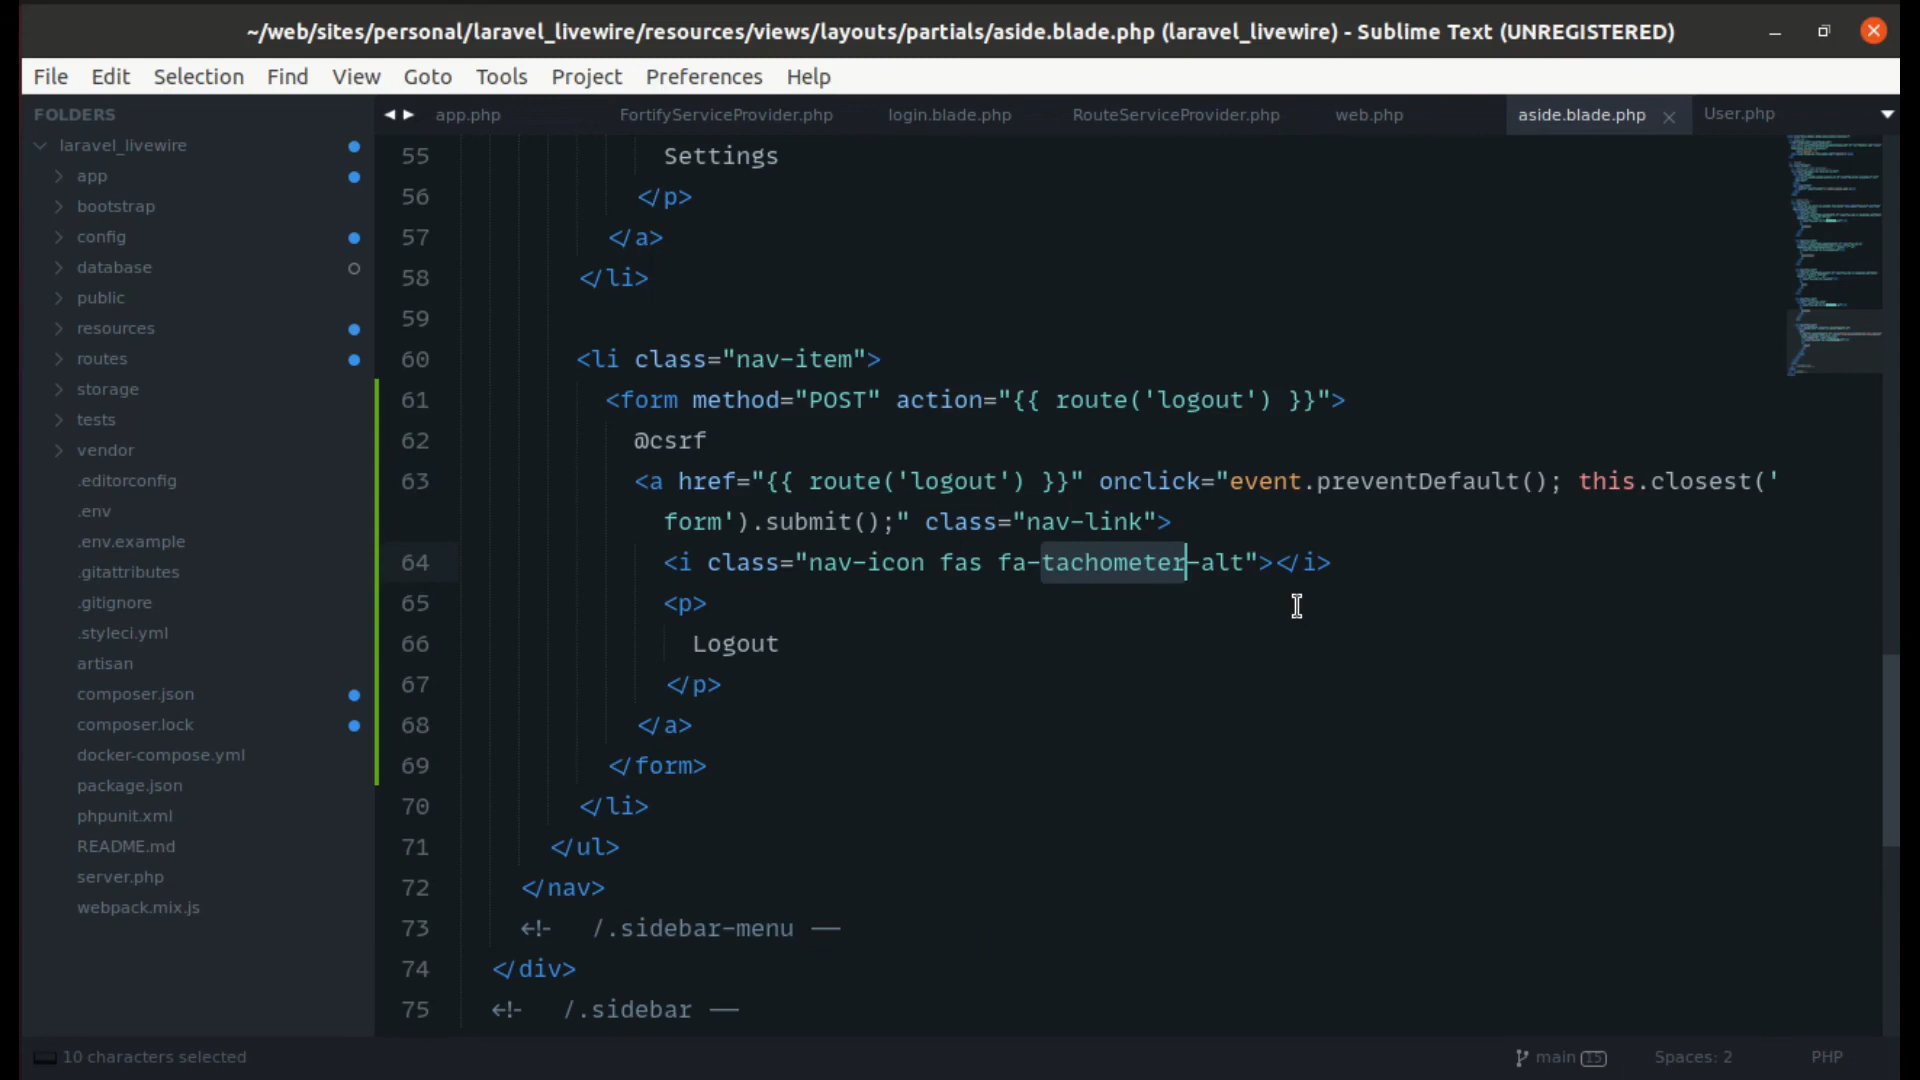 ~/web/sites/personal/laravel_livewire/resources/views/layouts/partials/aside.blade.php (laravel_livewire) - Sublime Text (UNREGISTERED)
File Edit Selection Find View Goto Tools Project Preferences Help
FOLDERS
laravel_livewire
app
bootstrap
config
database
public
resources
routes
storage
tests
vendor
.editorconfig
.env
.env.example
.gitattributes
.gitignore
.styleci.yml
artisan
composer.json
composer.lock
docker-compose.yml
package.json
phpunit.xml
README.md
server.php
webpack.mix.js
app.php FortifyServiceProvider.php login.blade.php RouteServiceProvider.php web.php aside.blade.php User.php
55 Settings
56 </p>
57 </a>
58 </li>
59
60 <li class="nav-item">
61 <form method="POST" action="{{ route('logout') }}">
62 @csrf
63 <a href="{{ route('logout') }}" onclick="event.preventDefault(); this.closest('
form').submit();" class="nav-link">
64 <i class="nav-icon fas fa-tachometer-alt"></i>
65 <p>
66 Logout
67 </p>
68 </a>
69 </form>
70 </li>
71 </ul>
72 </nav>
73 <!-- /.sidebar-menu -->
74 </div>
75 <!-- /.sidebar -->
10 characters selected
main 15 Spaces: 2 PHP